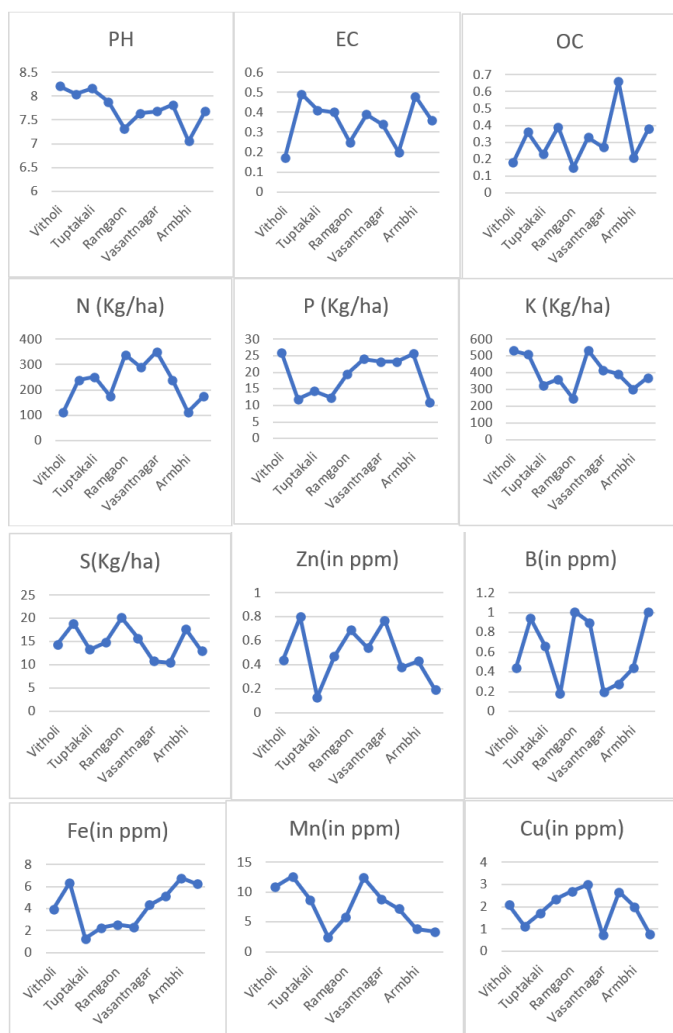 PH
8.5
8
7.5
7
6.5
6
Vitholi
Tuptakali
Ramgaon
Vasantnagar
Armbhi
EC
0.6
0.5
0.4
0.3
0.2
0.1
0
Vitholi
Tuptakali
Ramgaon
Vasantnagar
Armbhi
OC
0.7
0.6
0.5
0.4
0.3
0.2
0.1
0
Vitholi
Tuptakali
Ramgaon
Vasantnagar
Armbhi
N (Kg/ha)
400
300
200
100
0
Vitholi
Tuptakali
Ramgaon
Vasantnagar
Armbhi
P (Kg/ha)
30
25
20
15
10
5
0
Vitholi
Tuptakali
Ramgaon
Vasantnagar
Armbhi
K (Kg/ha)
600
500
400
300
200
100
0
Vitholi
Tuptakali
Ramgaon
Vasantnagar
Armbhi
S(Kg/ha)
25
20
15
10
5
0
Vitholi
Tuptakali
Ramgaon
Vasantnagar
Armbhi
Zn(in ppm)
1
0.8
0.6
0.4
0.2
0
Vitholi
Tuptakali
Ramgaon
Vasantnagar
Armbhi
B(in ppm)
1.2
1
0.8
0.6
0.4
0.2
0
Vitholi
Tuptakali
Ramgaon
Vasantnagar
Armbhi
Fe(in ppm)
8
6
4
2
0
Vitholi
Tuptakali
Ramgaon
Vasantnagar
Armbhi
Mn(in ppm)
15
10
5
0
Vitholi
Tuptakali
Ramgaon
Vasantnagar
Armbhi
Cu(in ppm)
4
3
2
1
0
Vitholi
Tuptakali
Ramgaon
Vasantnagar
Armbhi